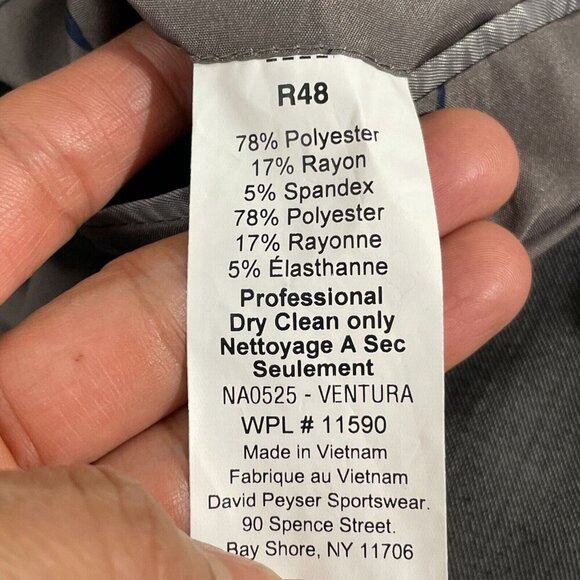 R48
78% Polyester
17% Rayon
5% Spandex
78% Polyester
17% Rayonne
5% Élasthanne
Professional
Dry Clean only
Nettoyage A Sec
Seulement
NA0525 - VENTURA
WPL # 11590
Made in Vietnam
Fabrique au Vietnam
David Peyser Sportswear.
90 Spence Street.
Bay Shore, NY 11706